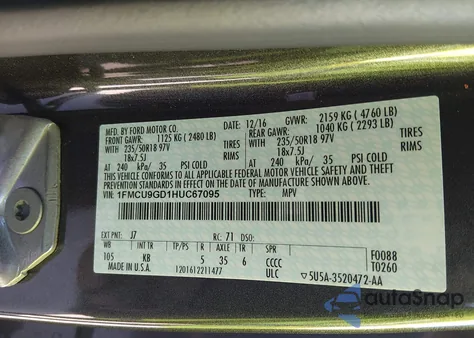 MFD. BY FORD MOTOR CO. 12/16 GVWR: 2159 KG ( 4760 LB)
FRONT GAWR: 1125 KG ( 2480 LB) REAR GAWR: 1040 KG ( 2293 LB)
WITH 235/50R18 97V TIRES WITH 235/50R18 97V TIRES
18x7.5J RIMS 18x7.5J RIMS
AT 240 kPa/ 35 PSI COLD AT 240 kPa/ 35 PSI COLD
THIS VEHICLE CONFORMS TO ALL APPLICABLE FEDERAL MOTOR VEHICLE SAFETY AND THEFT PREVENTION STANDARDS IN EFFECT ON THE DATE OF MANUFACTURE SHOWN ABOVE.
VIN: 1FMCU9GD1HUC67095 TYPE: MPV
EXT PNT: J7 RC: 71 DSO:
WB BRK INT TR TP/PS R AXLE TR SPR
105 KB 5 35 6 CCCC
F0088
T0260
MADE IN U.S.A. 1201612211477 ULC 5U5A-3520472-AA
autoSnap